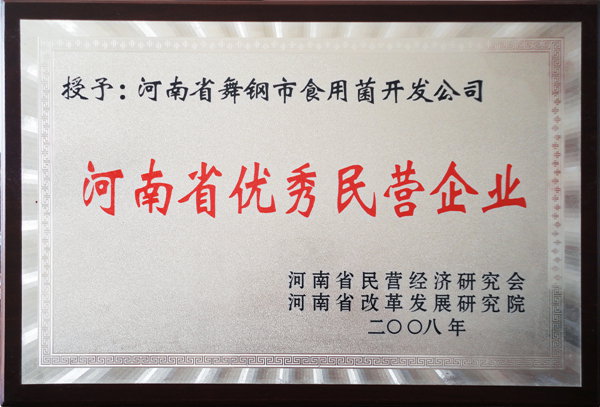 授予：河南省舞钢市食用菌开发公司
河南省优秀民营企业
河南省民营经济研究会
河南省改革发展研究院
二〇〇八年